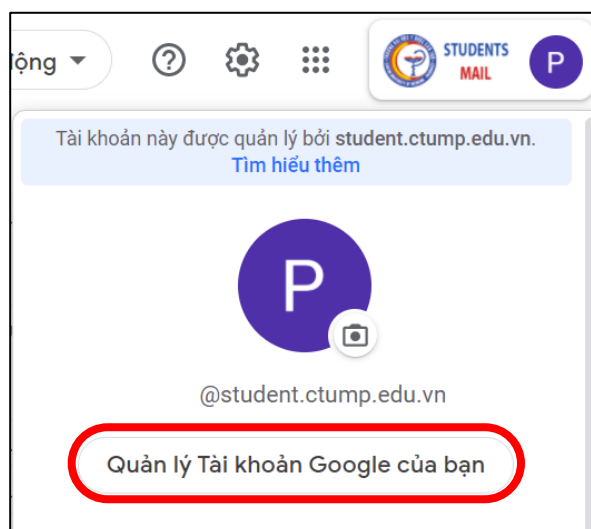 động
STUDENTS
MAIL
P
Tài khoản này được quản lý bởi student.ctump.edu.vn.
Tìm hiểu thêm
P
@student.ctump.edu.vn
Quản lý Tài khoản Google của bạn